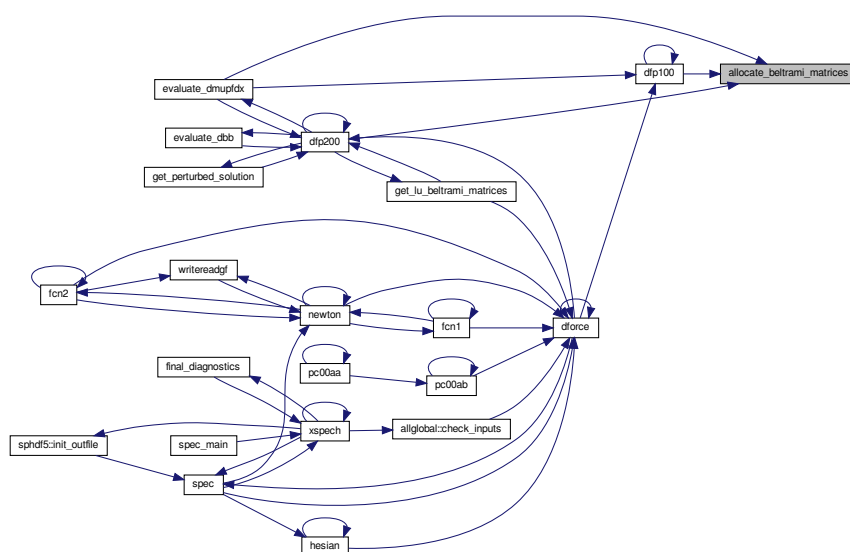 allocate_beltrami_matrices
dfp100
evaluate_dmupfdx
evaluate_dbb
dfp200
get_perturbed_solution
get_lu_beltrami_matrices
writereadgf
fcn2
newton
fcn1
dforce
final_diagnostics
pc00aa
pc00ab
allglobal::check_inputs
xspech
sphdf5::init_outfile
spec_main
spec
hesian